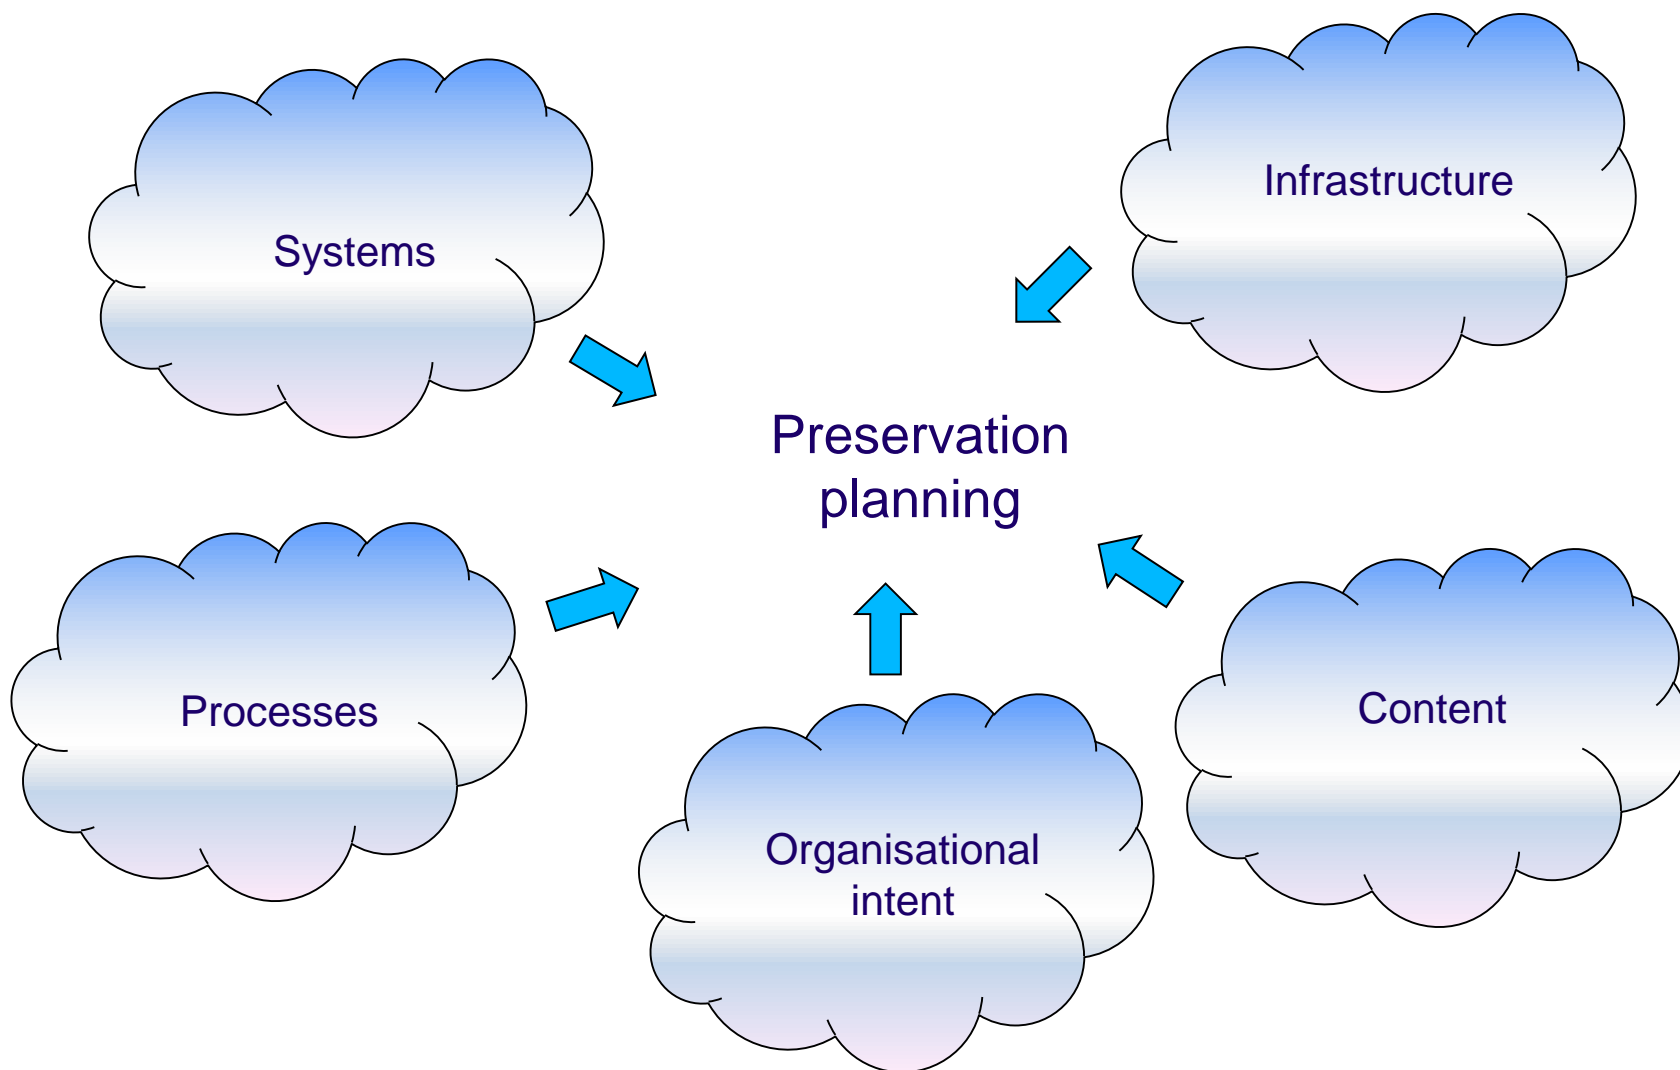 Infrastructure
Systems
Preservation
planning
Processes
Content
Organisational
intent